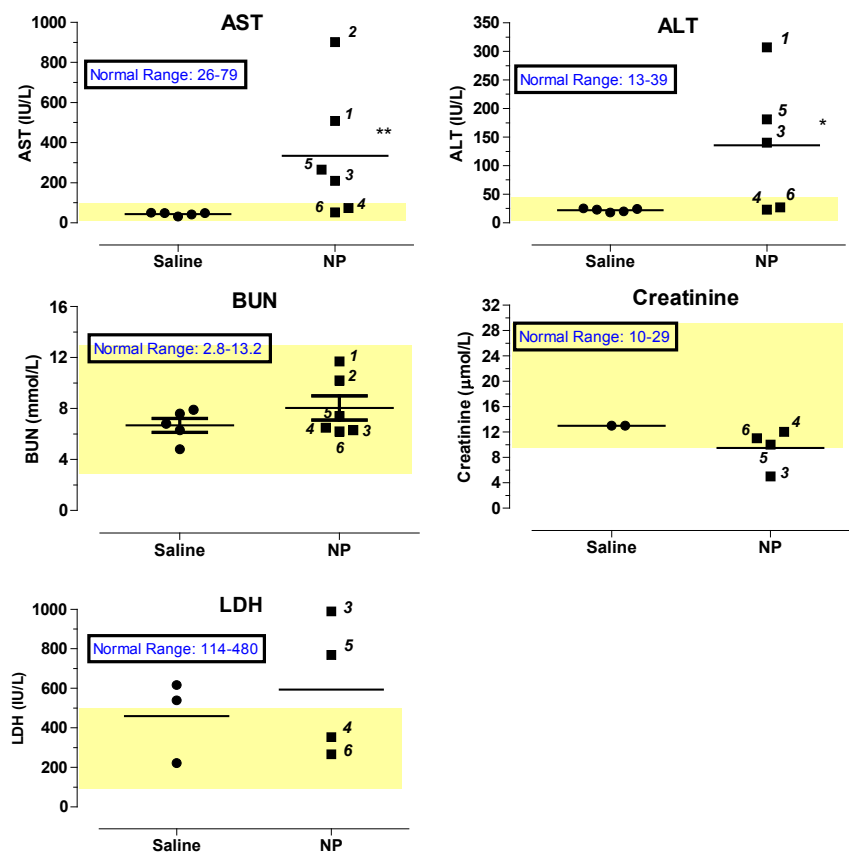 AST
1000
800
600
400
200
0
AST (IU/L)
Normal Range: 26-79
2
1
**
5
3
6
4
Saline
NP
ALT
350
300
250
200
150
100
50
0
ALT (IU/L)
Normal Range: 13-39
1
5
*
3
4
6
Saline
NP
BUN
16
12
8
4
0
BUN (mmol/L)
Normal Range: 2.8-13.2
1
2
5
4
3
6
Saline
NP
Creatinine
32
28
24
20
16
12
8
4
0
Creatinine (µmol/L)
Normal Range: 10-29
4
6
5
3
Saline
NP
LDH
1000
800
600
400
200
0
LDH (IU/L)
Normal Range: 114-480
3
5
4
6
Saline
NP